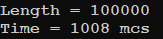 Length = 100000
Time = 1008 mcs